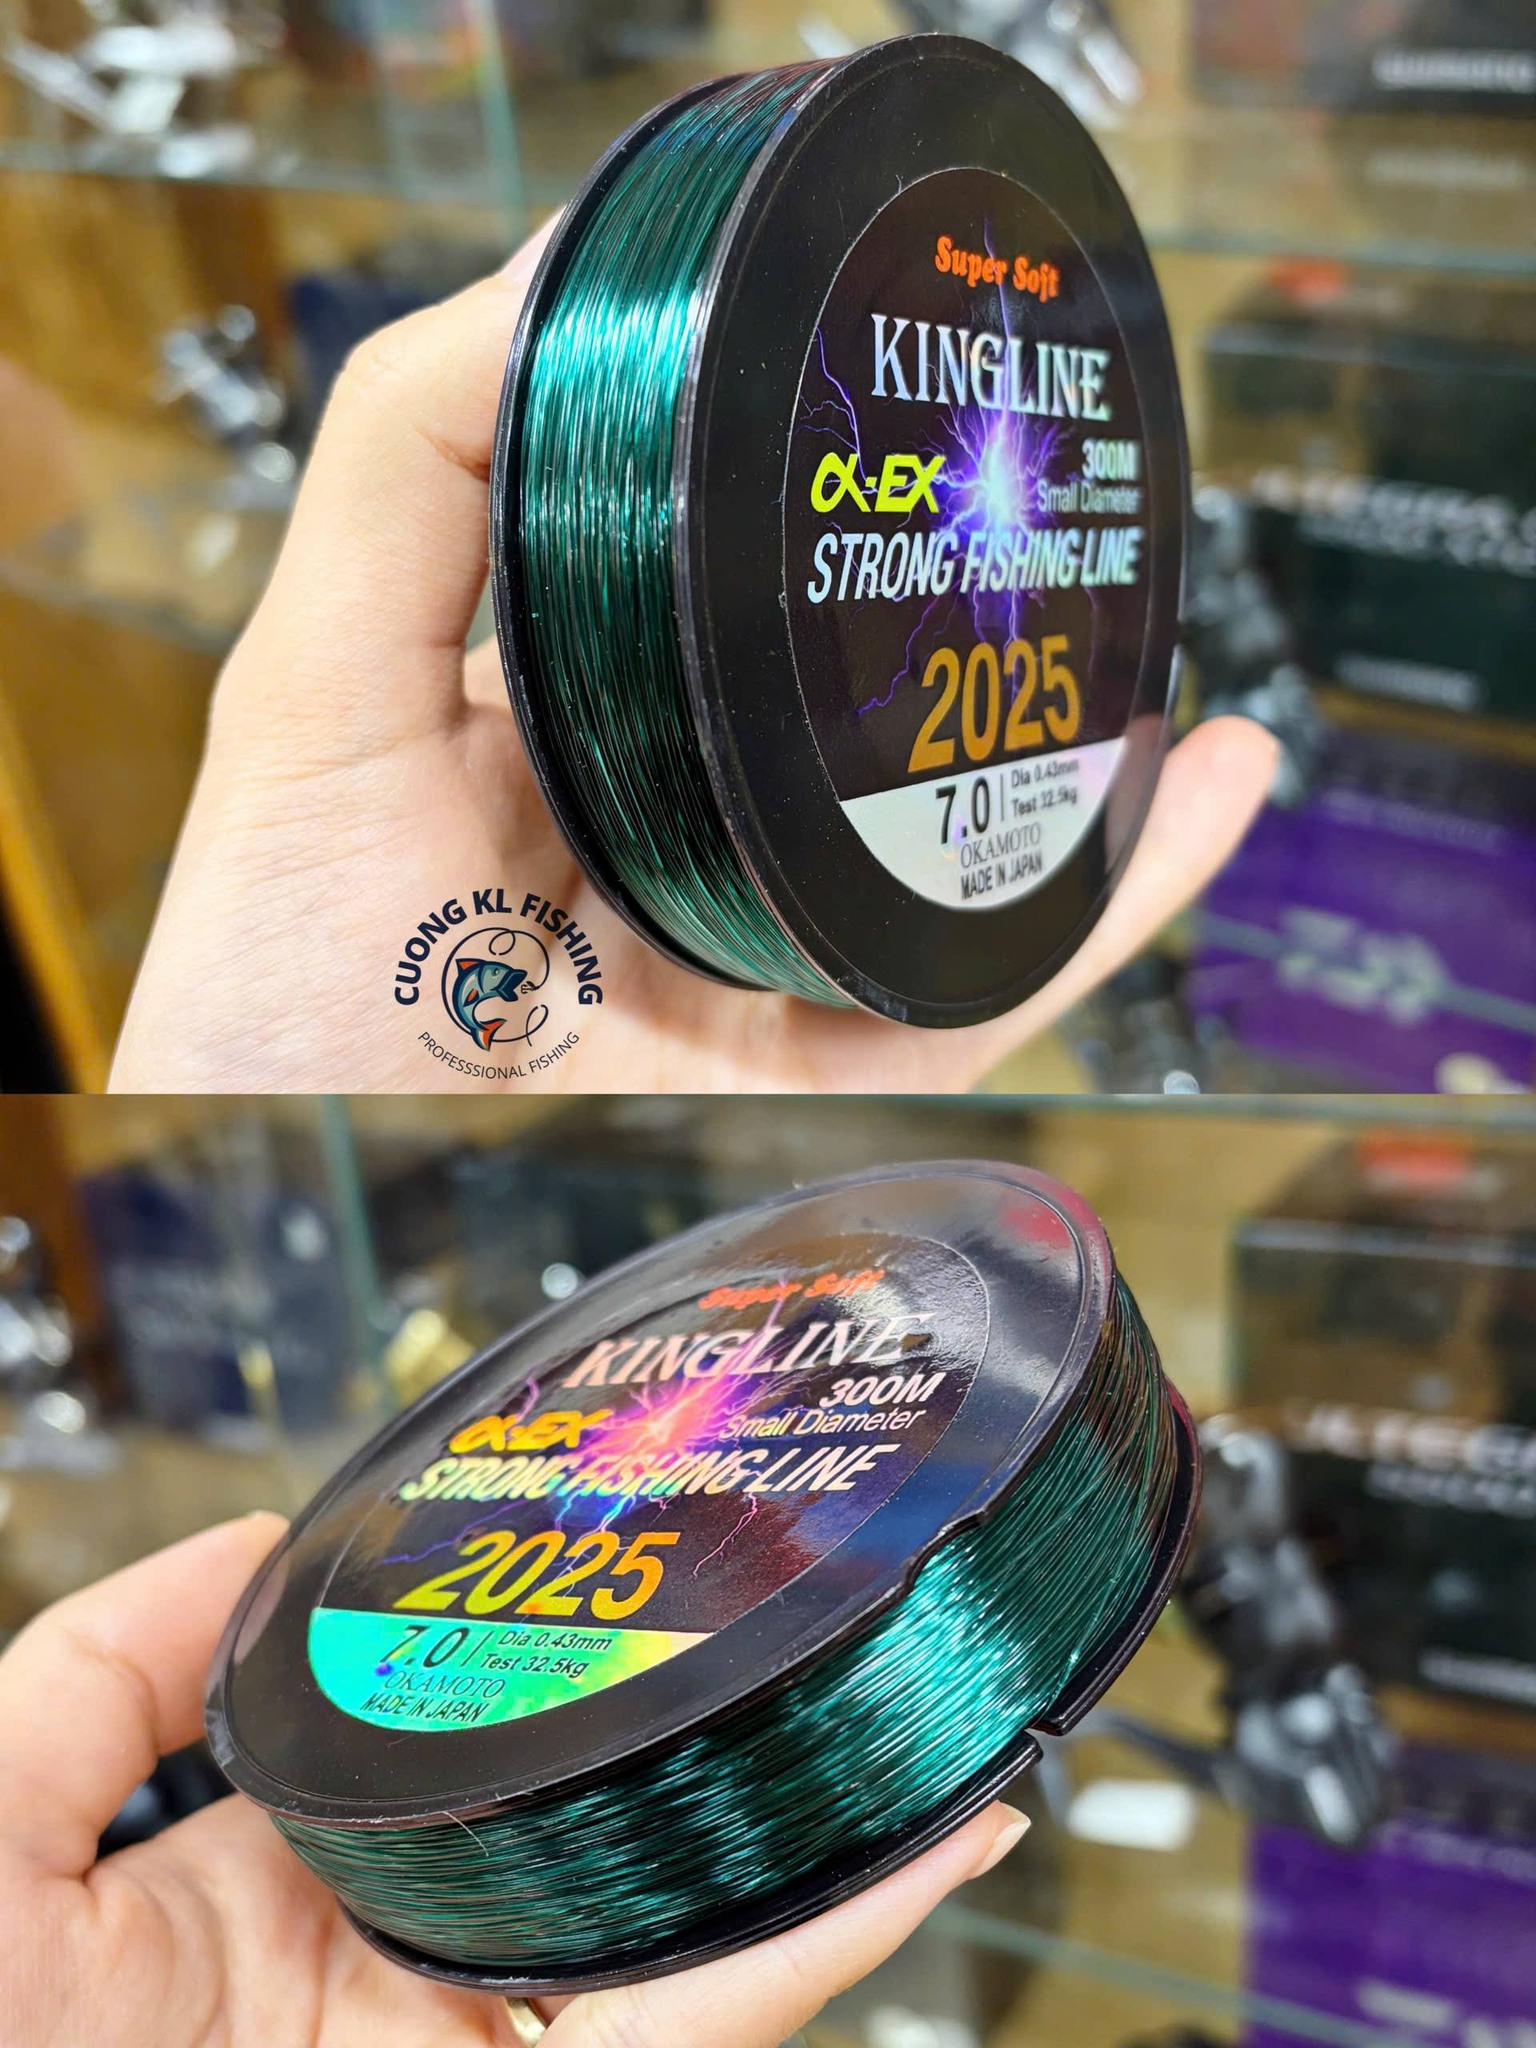 Super Soft
KINGLINE
α-EX
300M
Small Diameter
STRONG FISHING LINE
2025
7.0
Dia 0.43mm
Test 32.5kg
OKAMOTO
MADE IN JAPAN
CUONG KL FISHING
PROFESSSIONAL FISHING
Super Soft
KINGLINE
300M
α-EX
Small Diameter
STRONG FISHING LINE
2025
7.0
Dia 0.43mm
Test 32.5kg
OKAMOTO
MADE IN JAPAN